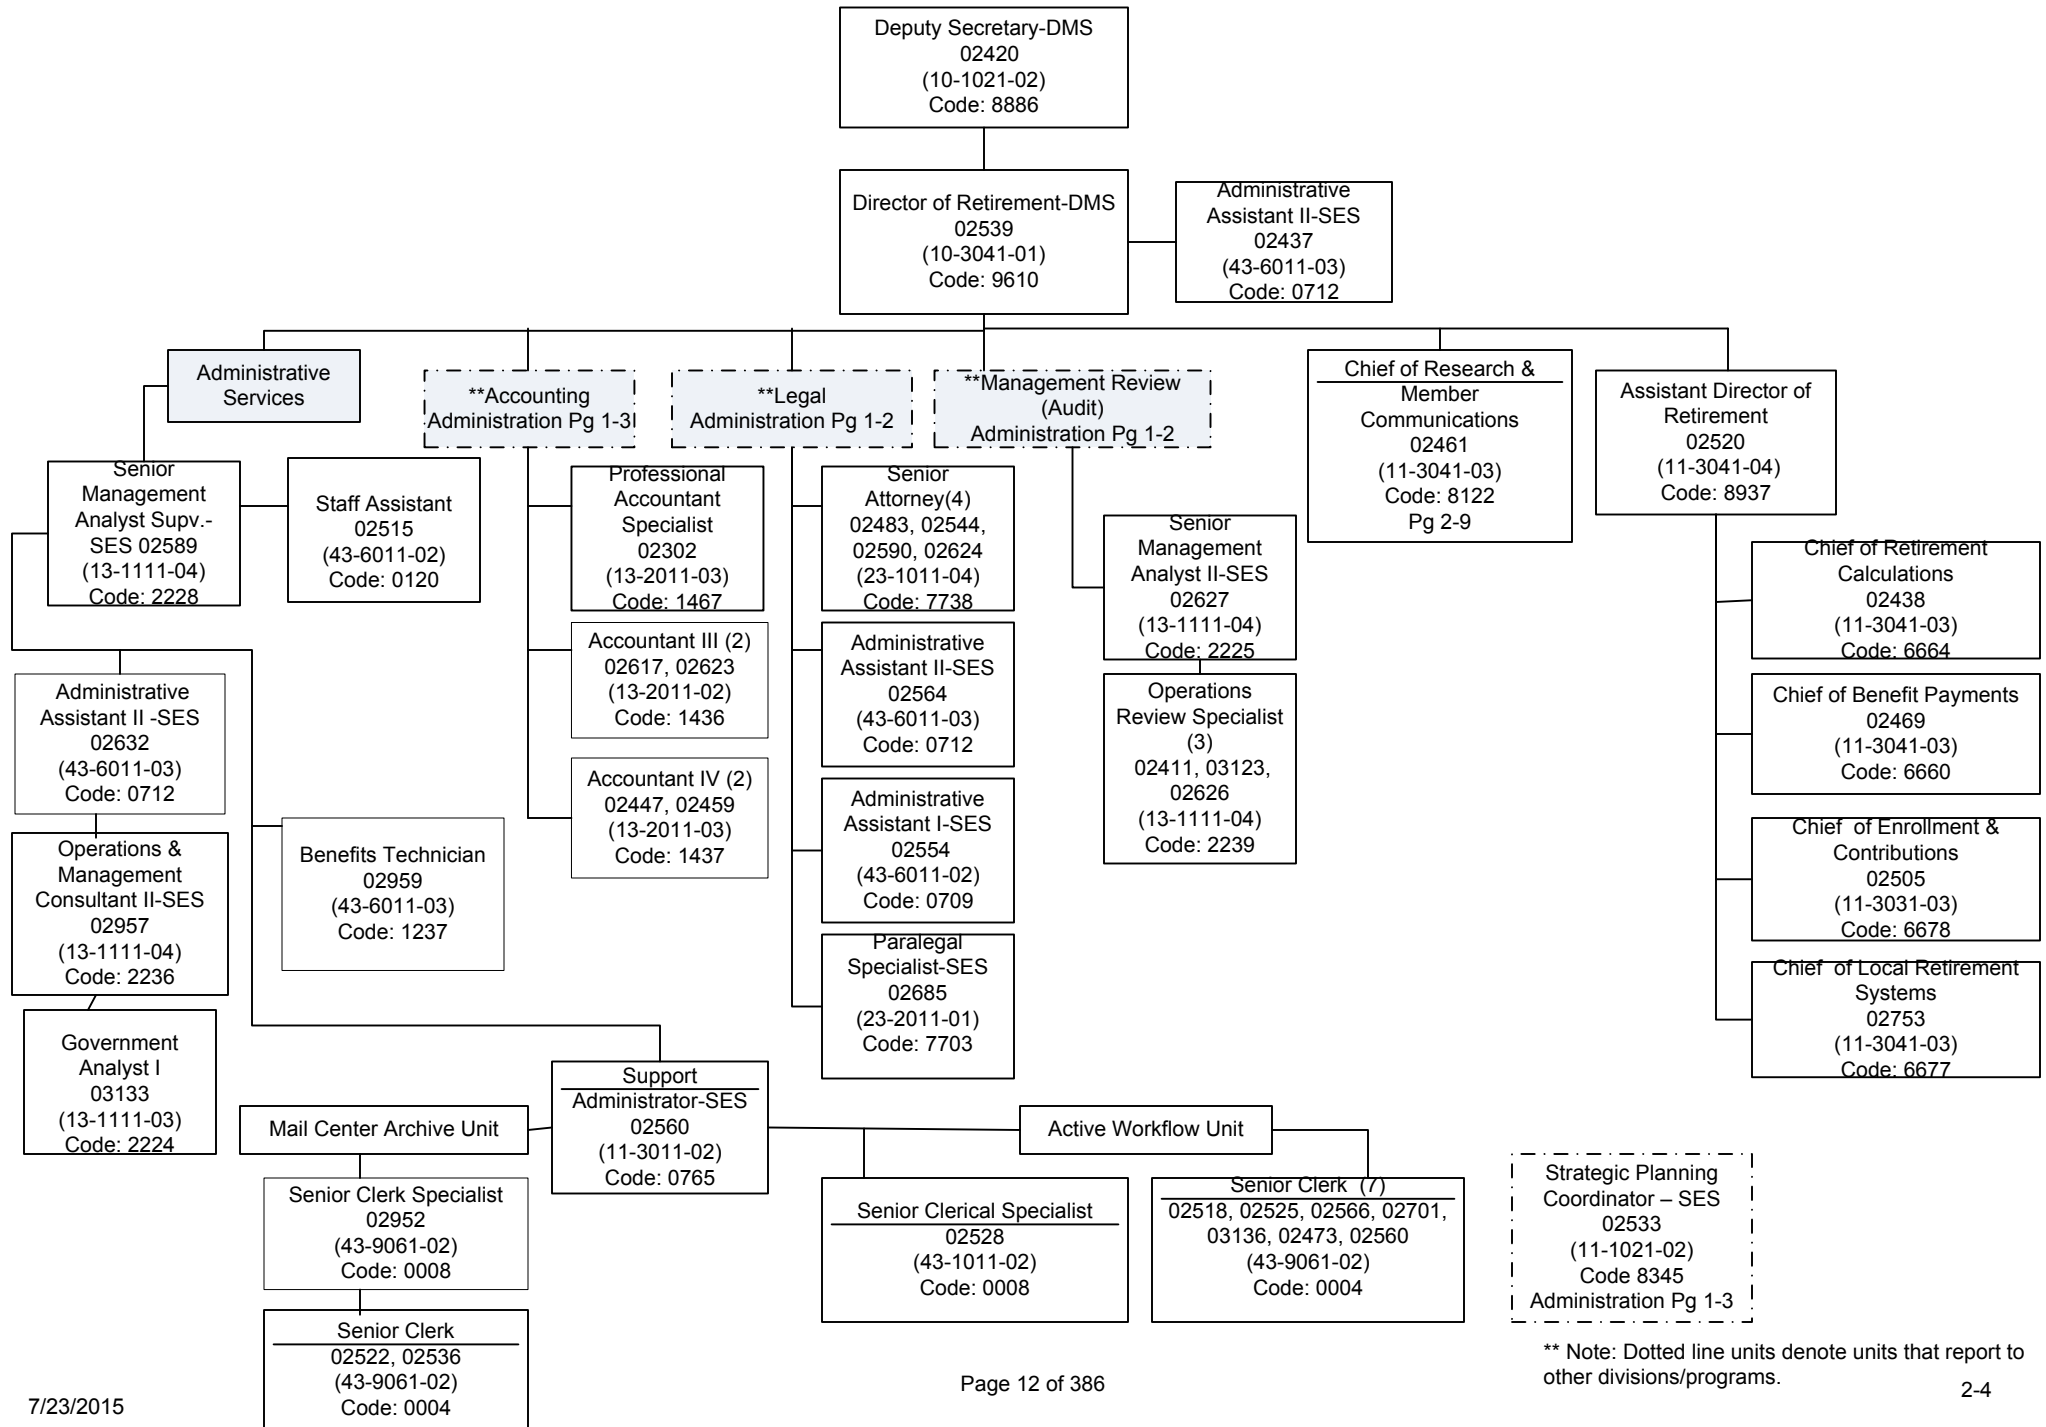 Deputy Secretary-DMS
02420
(10-1021-02)
Code: 8886
Director of Retirement-DMS
02539
(10-3041-01)
Code: 9610
Administrative
Assistant II-SES
02437
(43-6011-03)
Code: 0712
Administrative
Services
**Accounting
Administration Pg 1-3
**Legal
Administration Pg 1-2
**Management Review
(Audit)
Administration Pg 1-2
Chief of Research &
Member
Communications
02461
(11-3041-03)
Code: 8122
Pg 2-9
Assistant Director of
Retirement
02520
(11-3041-04)
Code: 8937
Senior
Management
Analyst Supv.-
SES 02589
(13-1111-04)
Code: 2228
Staff Assistant
02515
(43-6011-02)
Code: 0120
Professional
Accountant
Specialist
02302
(13-2011-03)
Code: 1467
Senior
Attorney(4)
02483, 02544,
02590, 02624
(23-1011-04)
Code: 7738
Senior
Management
Analyst II-SES
02627
(13-1111-04)
Code: 2225
Chief of Retirement
Calculations
02438
(11-3041-03)
Code: 6664
Accountant III (2)
02617, 02623
(13-2011-02)
Code: 1436
Administrative
Assistant II-SES
02564
(43-6011-03)
Code: 0712
Administrative
Assistant II -SES
02632
(43-6011-03)
Code: 0712
Operations
Review Specialist
(3)
02411, 03123,
02626
(13-1111-04)
Code: 2239
Chief of Benefit Payments
02469
(11-3041-03)
Code: 6660
Accountant IV (2)
02447, 02459
(13-2011-03)
Code: 1437
Administrative
Assistant I-SES
02554
(43-6011-02)
Code: 0709
Operations &
Management
Consultant II-SES
02957
(13-1111-04)
Code: 2236
Benefits Technician
02959
(43-6011-03)
Code: 1237
Chief  of Enrollment &
Contributions
02505
(11-3031-03)
Code: 6678
Paralegal
Specialist-SES
02685
(23-2011-01)
Code: 7703
Chief  of Local Retirement
Systems
02753
(11-3041-03)
Code: 6677
Government
Analyst I
03133
(13-1111-03)
Code: 2224
Support
Administrator-SES
02560
(11-3011-02)
Code: 0765
Mail Center Archive Unit
Active Workflow Unit
Senior Clerk Specialist
02952
(43-9061-02)
Code: 0008
Senior Clerical Specialist
02528
(43-1011-02)
Code: 0008
Senior Clerk  (7)
02518, 02525, 02566, 02701,
03136, 02473, 02560
(43-9061-02)
Code: 0004
Strategic Planning
Coordinator – SES
02533
(11-1021-02)
Code 8345
Administration Pg 1-3
Senior Clerk
02522, 02536
(43-9061-02)
Code: 0004
** Note: Dotted line units denote units that report to
other divisions/programs.
7/23/2015
Page 12 of 386
2-4